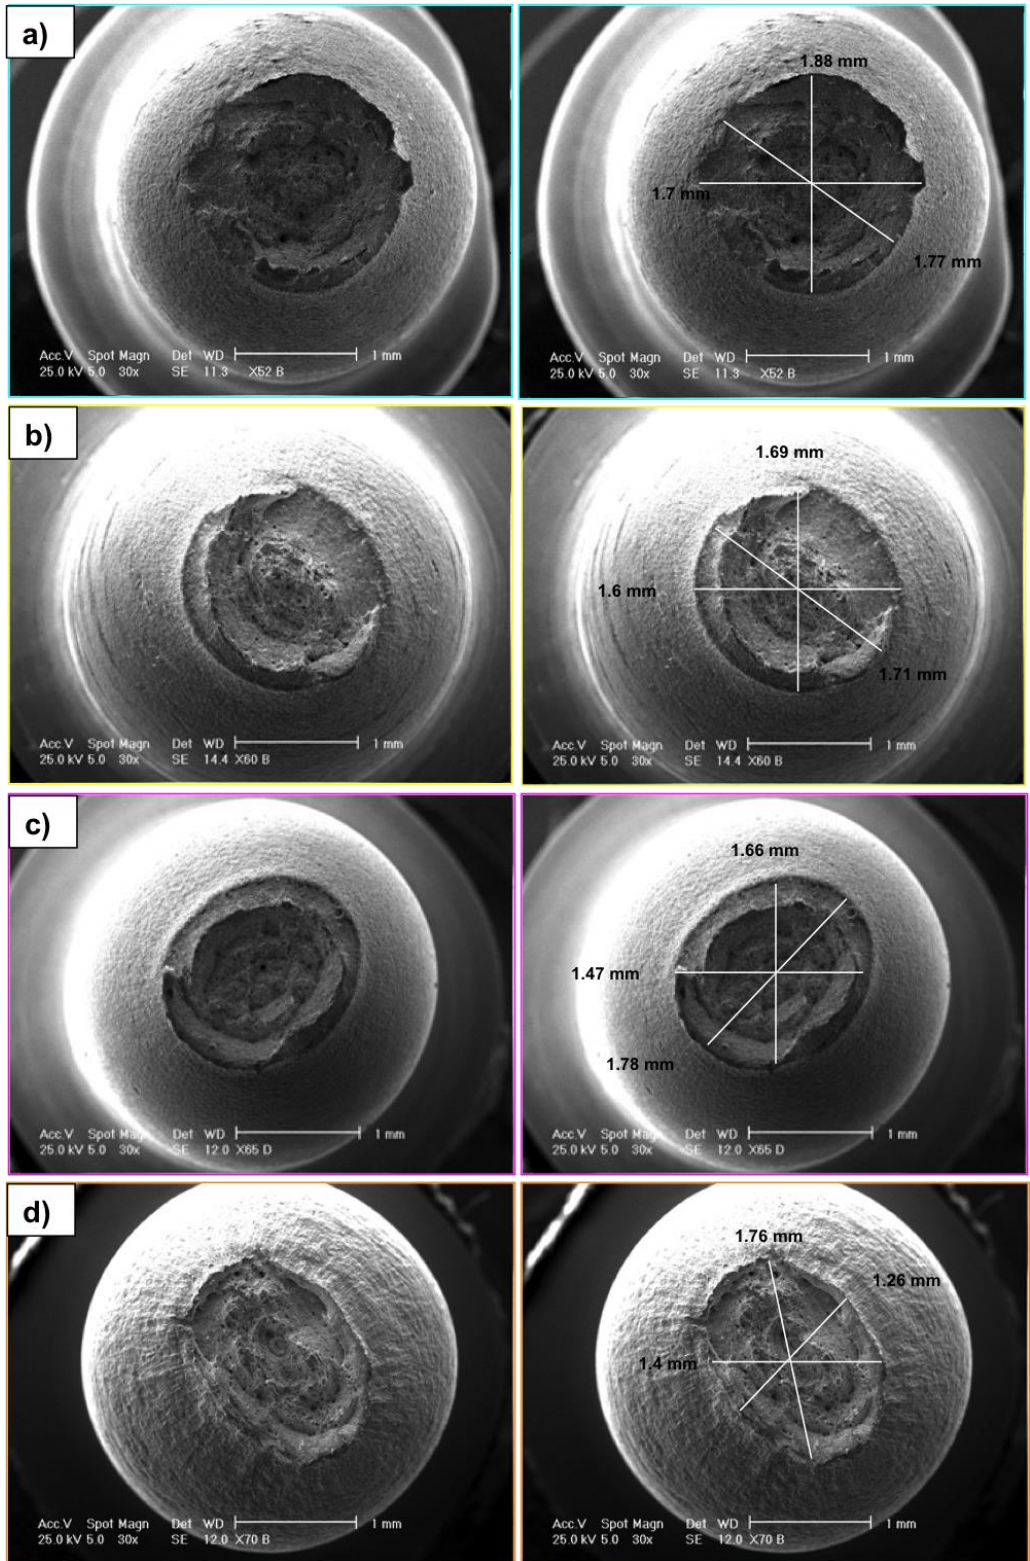 a)
1.88 mm
1.7 mm
1.77 mm
Acc.V Spot Magn Det WD 1 mm
25.0 kV 5.0 30x SE 11.3 X52 B
Acc.V Spot Magn Det WD 1 mm
25.0 kV 5.0 30x SE 11.3 X52 B
b)
1.69 mm
1.6 mm
1.71 mm
Acc.V Spot Magn Det WD 1 mm
25.0 kV 5.0 30x SE 14.4 X60 B
Acc.V Spot Magn Det WD 1 mm
25.0 kV 5.0 30x SE 14.4 X60 B
c)
1.66 mm
1.47 mm
1.78 mm
Acc.V Spot Magn Det WD 1 mm
25.0 kV 5.0 30x SE 12.0 X65 D
Acc.V Spot Magn Det WD 1 mm
25.0 kV 5.0 30x SE 12.0 X65 D
d)
1.76 mm
1.26 mm
1.4 mm
Acc.V Spot Magn Det WD 1 mm
25.0 kV 5.0 30x SE 12.0 X70 B
Acc.V Spot Magn Det WD 1 mm
25.0 kV 5.0 30x SE 12.0 X70 B